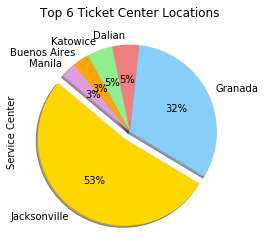 Top 6 Ticket Center Locations
Dalian
Katowice
Buenos Aires
Manila
Granada
5%
5%
3%
3%
32%
Service Center
53%
Jacksonville